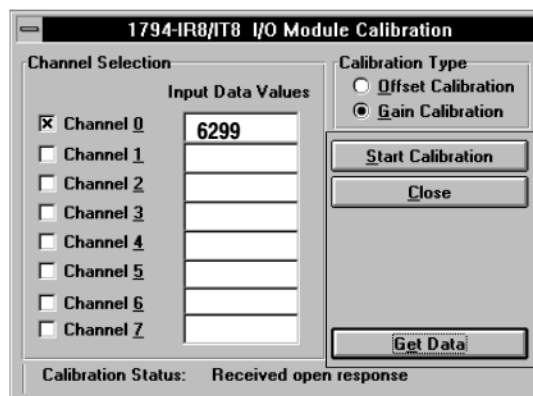 1794-IR8/IT8 I/O Module Calibration
Channel Selection
Input Data Values
Channel 0
6299
Channel 1
Channel 2
Channel 3
Channel 4
Channel 5
Channel 6
Channel 7
Calibration Type
Offset Calibration
Gain Calibration
Start Calibration
Close
Get Data
Calibration Status: Received open response